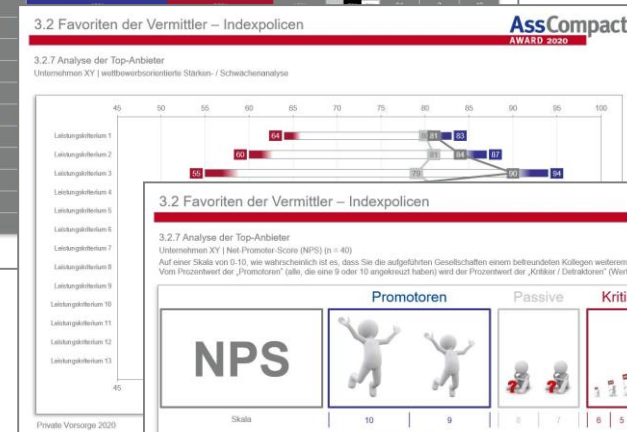 3.2 Favoriten der Vermittler – Indexpolicen
AssCompact
AWARD 2020
3.2.7 Analyse der Top-Anbieter
Unternehmen XY | wettbewerbsorientierte Stärken- / Schwächenanalyse
45 50 55 60 65 70 75 80 85 90 95 100
Leistungskriterium 1 64 81 83
Leistungskriterium 2 60 81 84 87
Leistungskriterium 3 55 79 90 94
Leistungskriterium 4
Leistungskriterium 5
Leistungskriterium 6
Leistungskriterium 7
Leistungskriterium 8
Leistungskriterium 9
Leistungskriterium 10
Leistungskriterium 11
Leistungskriterium 12
Leistungskriterium 13
45
Private Vorsorge 2020
3.2 Favoriten der Vermittler – Indexpolicen
3.2.7 Analyse der Top-Anbieter
Unternehmen XY | Net-Promoter-Score (NPS) (n = 40)
Auf einer Skala von 0-10, wie wahrscheinlich ist es, dass Sie die aufgeführten Gesellschaften einem befreundeten Kollegen weiterem
Vom Prozentwert der „Promotoren" (alle, die eine 9 oder 10 angekreuzt haben) wird der Prozentwert der „Kritiker / Detraktoren" (Wert
Promotoren Passive Kriti
NPS
Skala 10 9 8 7 6 5